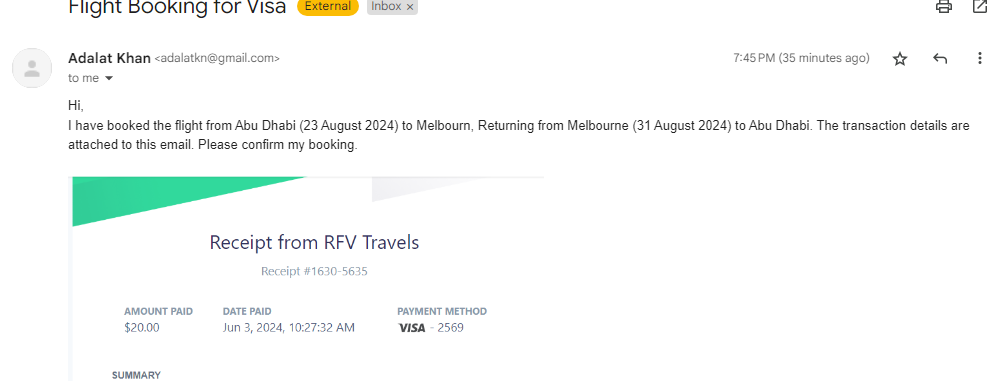 Flight Booking for Visa External Inbox ×
Adalat Khan <adalatkn@gmail.com> 7:45 PM (35 minutes ago)
to me
Hi,
I have booked the flight from Abu Dhabi (23 August 2024) to Melbourn, Returning from Melbourne (31 August 2024) to Abu Dhabi. The transaction details are
attached to this email. Please confirm my booking.
Receipt from RFV Travels
Receipt #1630-5635
AMOUNT PAID DATE PAID PAYMENT METHOD
$20.00 Jun 3, 2024, 10:27:32 AM VISA - 2569
SUMMARY